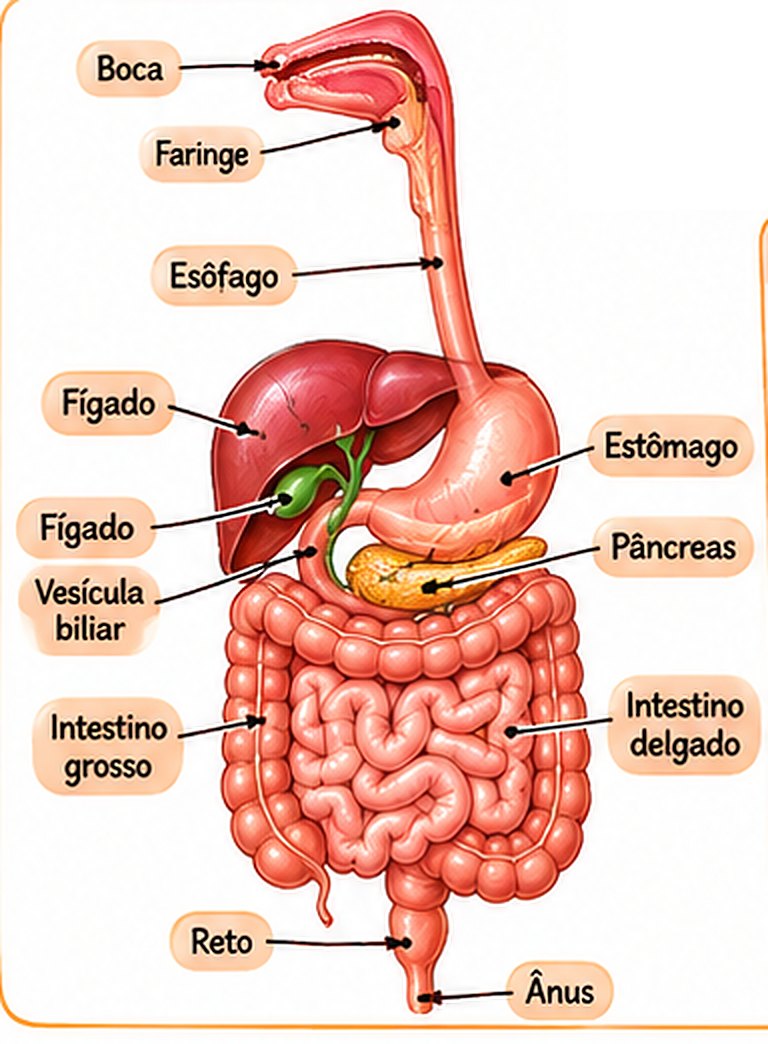 Boca
Faringe
Esôfago
Fígado
Estômago
Fígado
Pâncreas
Vesícula
biliar
Intestino
grosso
Intestino
delgado
Reto
Ânus